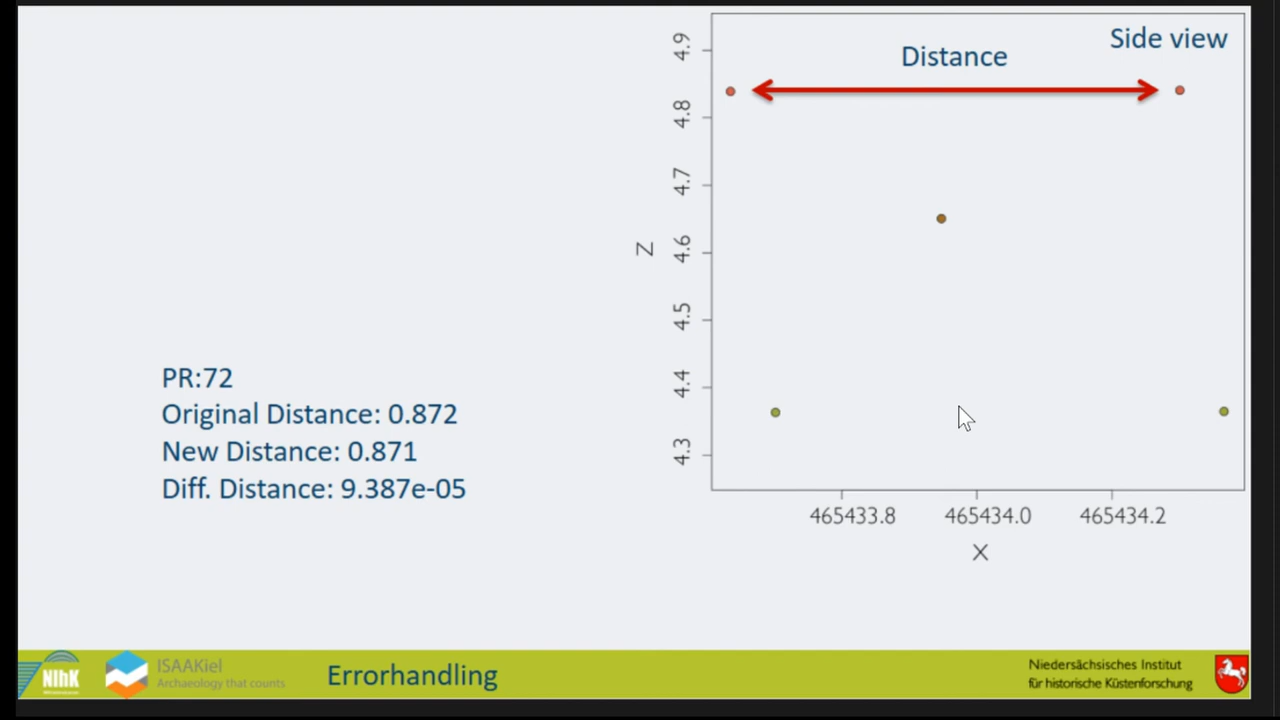 Side view
Distance
4.9
4.8
4.7
4.6
4.5
4.4
4.3
Z
465433.8 465434.0 465434.2
X
PR:72
Original Distance: 0.872
New Distance: 0.871
Diff. Distance: 9.387e-05
NIhK
ISAAKiel
Archaeology that counts
Errorhandling
Niedersächsisches Institut
für historische Küstenforschung